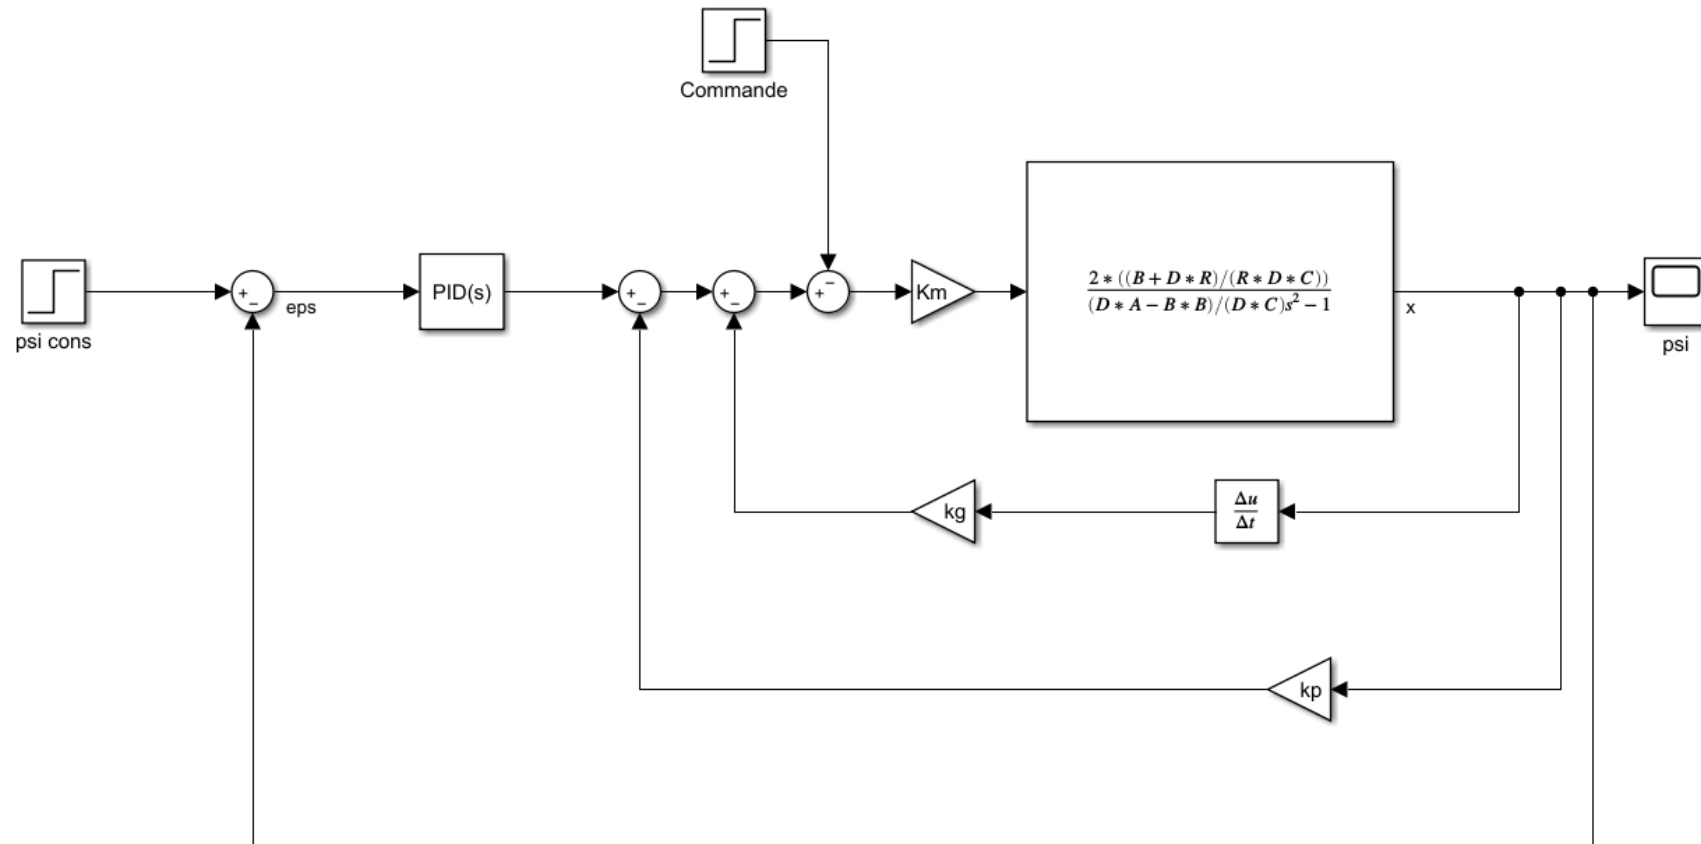 Commande
psi cons
+
−
eps
PID(s)
+
−
+
−
+
−
Km
2 * ((B + D * R)/(R * D * C))
(D * A − B * B)/(D * C)s² − 1
x
psi
kg
Δu
Δt
kp